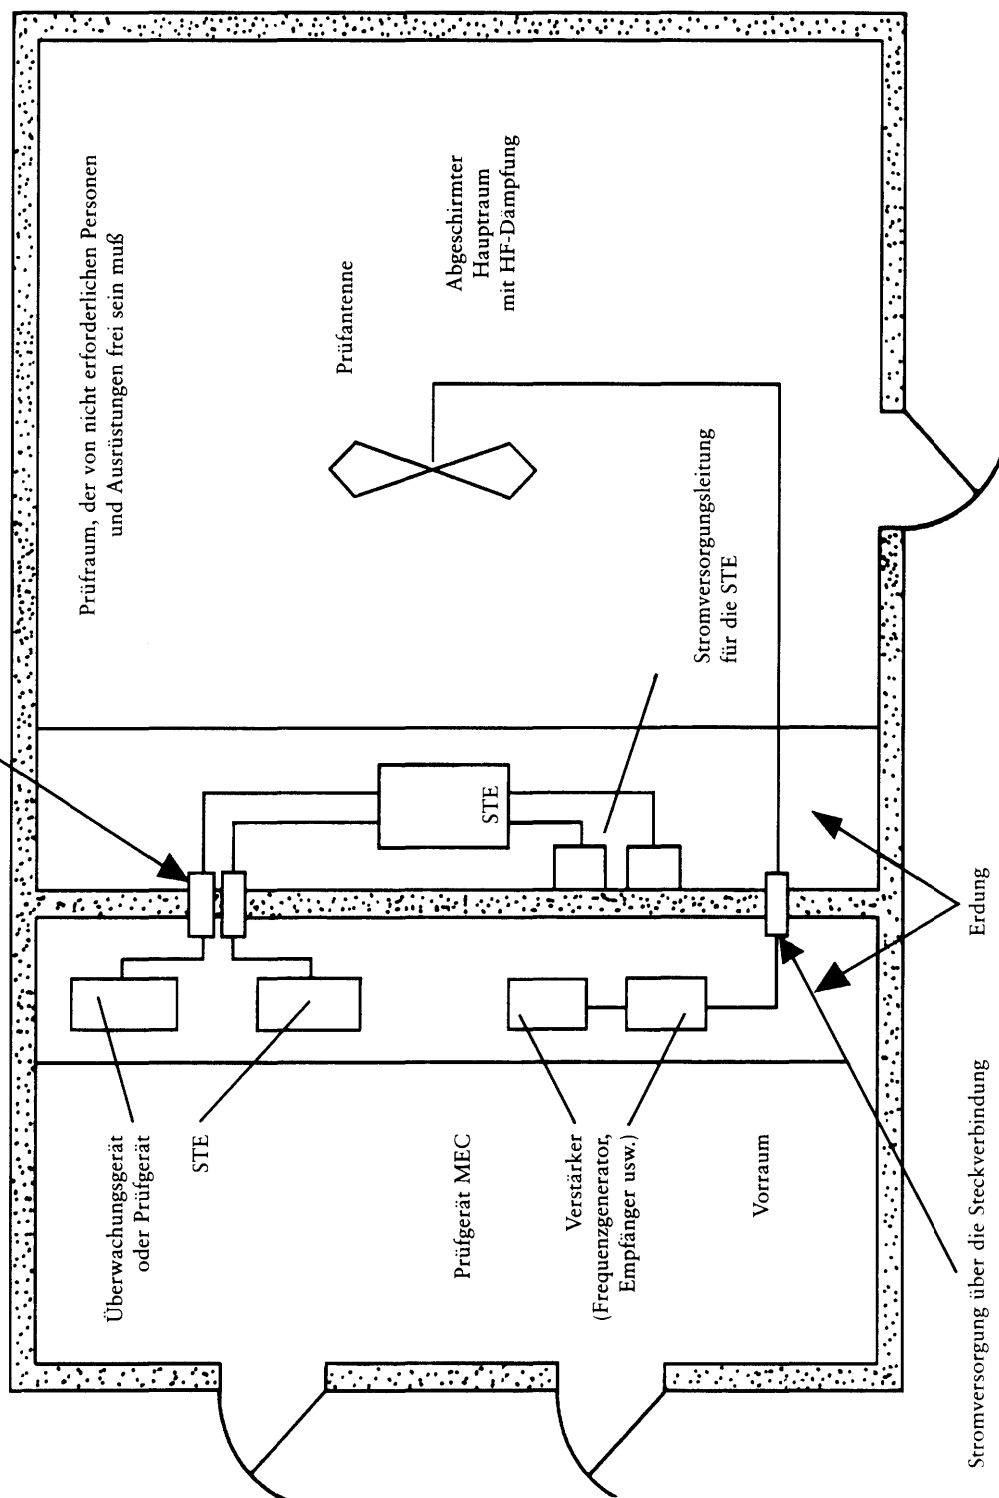 Prüfraum, der von nicht erforderlichen Personen
und Ausrüstungen frei sein muß
Prüfantenne
Abgeschirmter
Hauptraum
mit HF-Dämpfung
Stromversorgungsleitung
für die STE
STE
Erdung
Überwachungsgerät
oder Prüfgerät
STE
Prüfgerät MEC
Verstärker
(Frequenzgenerator,
Empfänger usw.)
Vorraum
Stromversorgung über die Steckverbindung